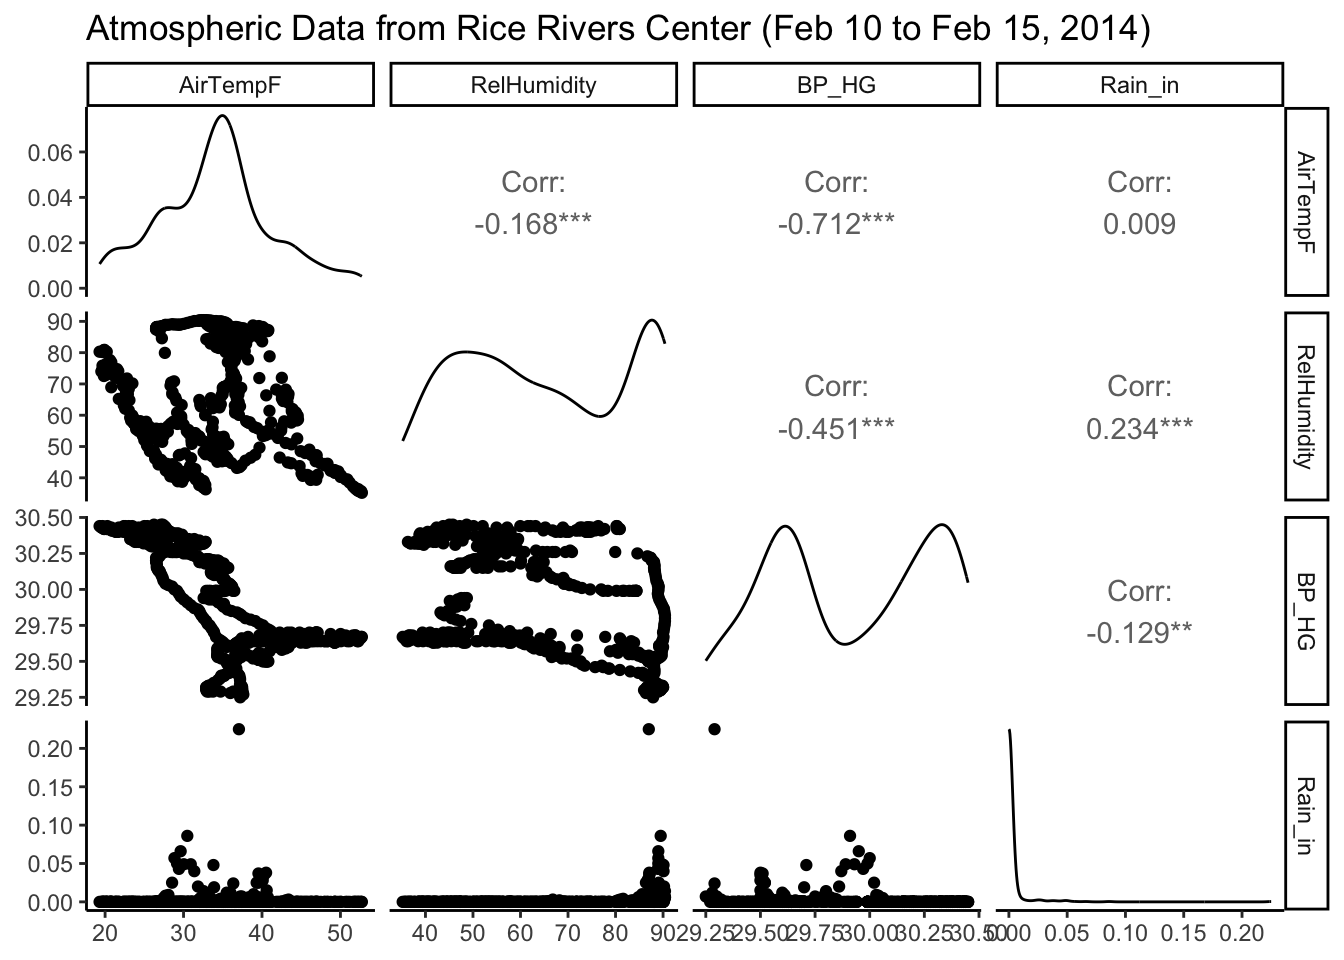 Atmospheric Data from Rice Rivers Center (Feb 10 to Feb 15, 2014)
AirTempF RelHumidity BP_HG Rain_in
0.06
0.04
0.02
0.00
Corr:
-0.168***
Corr:
-0.712***
Corr:
0.009
AirTempF
90
80
70
60
50
40
Corr:
-0.451***
Corr:
0.234***
RelHumidity
30.50
30.25
30.00
29.75
29.50
29.25
Corr:
-0.129**
BP_HG
0.20
0.15
0.10
0.05
0.00
Rain_in
20 30 40 50
40 50 60 70 80 90
29.25 29.50 29.75 30.00 30.25 30.50
0.00 0.05 0.10 0.15 0.20